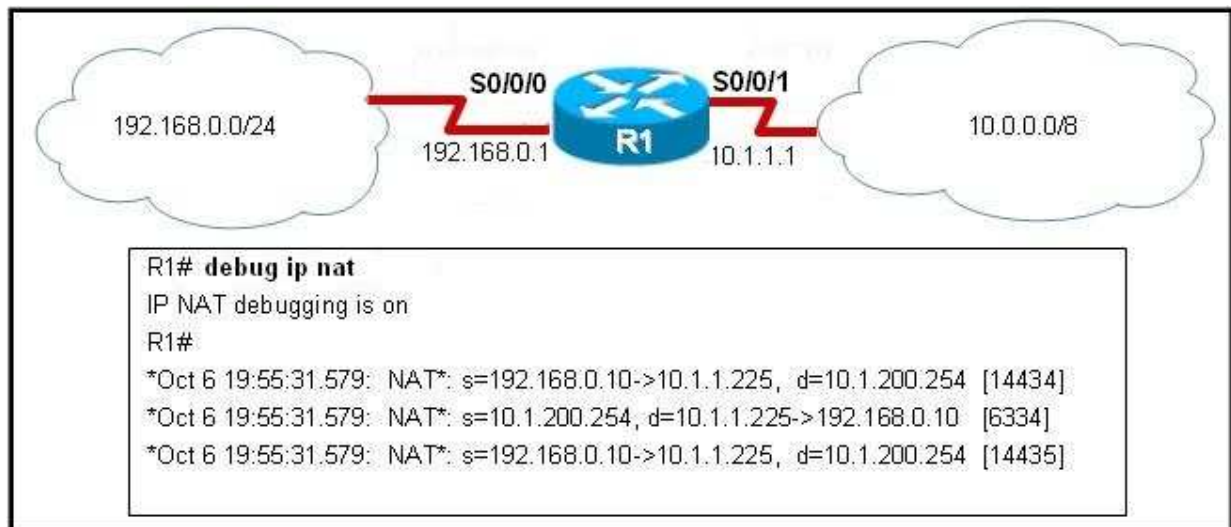 S0/0/0 S0/0/1
192.168.0.0/24 10.0.0.0/8
192.168.0.1 R1 10.1.1.1
R1# debug ip nat
IP NAT debugging is on
R1#
*Oct 6 19:55:31.579: NAT*: s=192.168.0.10->10.1.1.225, d=10.1.200.254 [14434]
*Oct 6 19:55:31.579: NAT*: s=10.1.200.254, d=10.1.1.225->192.168.0.10 [6334]
*Oct 6 19:55:31.579: NAT*: s=192.168.0.10->10.1.1.225, d=10.1.200.254 [14435]